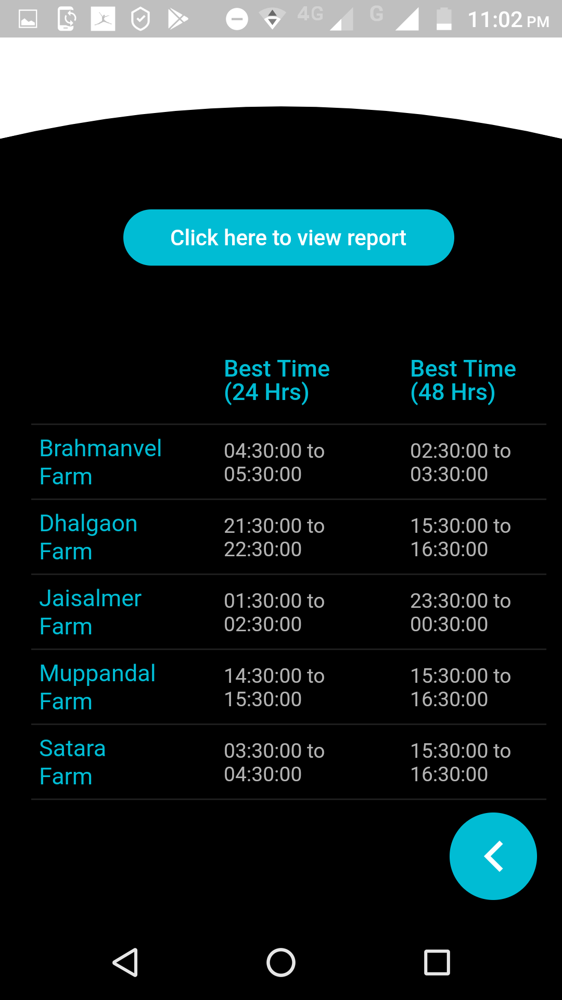 4G G 11:02 PM
Click here to view report
Best Time Best Time
(24 Hrs) (48 Hrs)
Brahmanvel 04:30:00 to 02:30:00 to
Farm 05:30:00 03:30:00
Dhalgaon 21:30:00 to 15:30:00 to
Farm 22:30:00 16:30:00
Jaisalmer 01:30:00 to 23:30:00 to
Farm 02:30:00 00:30:00
Muppandal 14:30:00 to 15:30:00 to
Farm 15:30:00 16:30:00
Satara 03:30:00 to 15:30:00 to
Farm 04:30:00 16:30:00